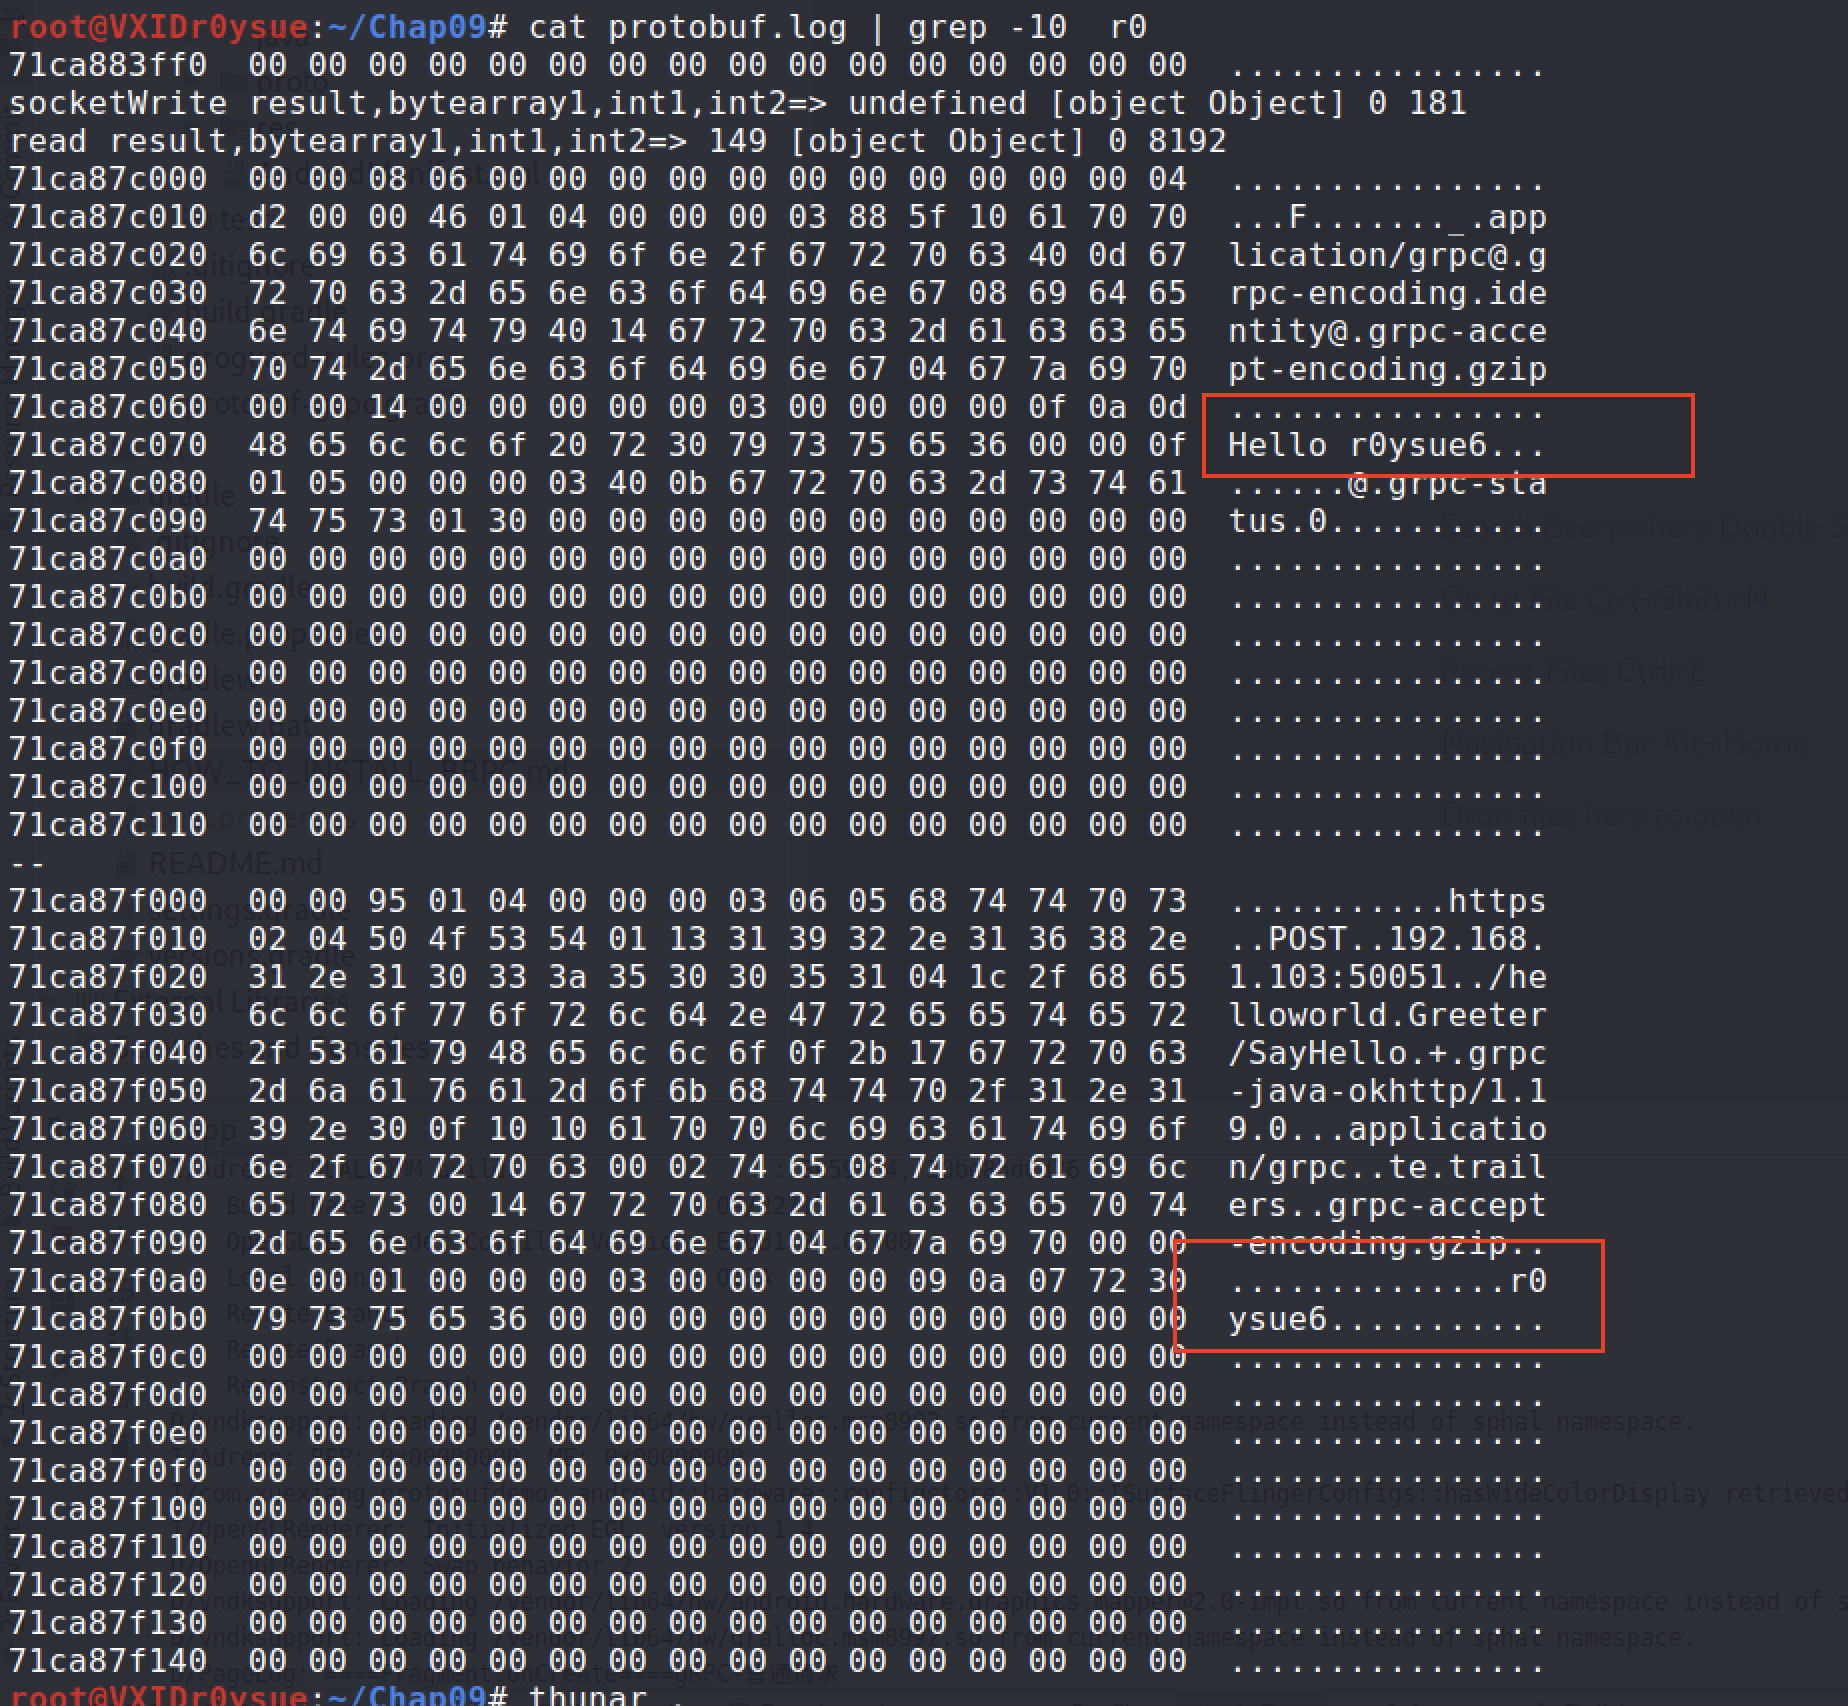 root@VXIDr0ysue:~/Chap09# cat protobuf.log | grep -10  r0
71ca883ff0  00 00 00 00 00 00 00 00 00 00 00 00 00 00 00 00  ................
socketWrite result,bytearray1,int1,int2=> undefined [object Object] 0 181
read result,bytearray1,int1,int2=> 149 [object Object] 0 8192
71ca87c000  00 00 08 06 00 00 00 00 00 00 00 00 00 00 00 04  ................
71ca87c010  d2 00 00 46 01 04 00 00 00 03 88 5f 10 61 70 70  ...F......._.app
71ca87c020  6c 69 63 61 74 69 6f 6e 2f 67 72 70 63 40 0d 67  lication/grpc@.g
71ca87c030  72 70 63 2d 65 6e 63 6f 64 69 6e 67 08 69 64 65  rpc-encoding.ide
71ca87c040  6e 74 69 74 79 40 14 67 72 70 63 2d 61 63 63 65  ntity@.grpc-acce
71ca87c050  70 74 2d 65 6e 63 6f 64 69 6e 67 04 67 7a 69 70  pt-encoding.gzip
71ca87c060  00 00 14 00 00 00 00 00 03 00 00 00 00 0f 0a 0d  ................
71ca87c070  48 65 6c 6c 6f 20 72 30 79 73 75 65 36 00 00 0f  Hello r0ysue6...
71ca87c080  01 05 00 00 00 03 40 0b 67 72 70 63 2d 73 74 61  ......@.grpc-sta
71ca87c090  74 75 73 01 30 00 00 00 00 00 00 00 00 00 00 00  tus.0...........
71ca87c0a0  00 00 00 00 00 00 00 00 00 00 00 00 00 00 00 00  ................
71ca87c0b0  00 00 00 00 00 00 00 00 00 00 00 00 00 00 00 00  ................
71ca87c0c0  00 00 00 00 00 00 00 00 00 00 00 00 00 00 00 00  ................
71ca87c0d0  00 00 00 00 00 00 00 00 00 00 00 00 00 00 00 00  ................
71ca87c0e0  00 00 00 00 00 00 00 00 00 00 00 00 00 00 00 00  ................
71ca87c0f0  00 00 00 00 00 00 00 00 00 00 00 00 00 00 00 00  ................
71ca87c100  00 00 00 00 00 00 00 00 00 00 00 00 00 00 00 00  ................
71ca87c110  00 00 00 00 00 00 00 00 00 00 00 00 00 00 00 00  ................
--
71ca87f000  00 00 95 01 04 00 00 00 03 06 05 68 74 74 70 73  ...........https
71ca87f010  02 04 50 4f 53 54 01 13 31 39 32 2e 31 36 38 2e  ..POST..192.168.
71ca87f020  31 2e 31 30 33 3a 35 30 30 35 31 04 1c 2f 68 65  1.103:50051../he
71ca87f030  6c 6c 6f 77 6f 72 6c 64 2e 47 72 65 65 74 65 72  lloworld.Greeter
71ca87f040  2f 53 61 79 48 65 6c 6c 6f 0f 2b 17 67 72 70 63  /SayHello.+.grpc
71ca87f050  2d 6a 61 76 61 2d 6f 6b 68 74 74 70 2f 31 2e 31  -java-okhttp/1.1
71ca87f060  39 2e 30 0f 10 10 61 70 70 6c 69 63 61 74 69 6f  9.0...applicatio
71ca87f070  6e 2f 67 72 70 63 00 02 74 65 08 74 72 61 69 6c  n/grpc..te.trail
71ca87f080  65 72 73 00 14 67 72 70 63 2d 61 63 63 65 70 74  ers..grpc-accept
71ca87f090  2d 65 6e 63 6f 64 69 6e 67 04 67 7a 69 70 00 00  -encoding.gzip..
71ca87f0a0  0e 00 01 00 00 00 03 00 00 00 00 09 0a 07 72 30  ..............r0
71ca87f0b0  79 73 75 65 36 00 00 00 00 00 00 00 00 00 00 00  ysue6...........
71ca87f0c0  00 00 00 00 00 00 00 00 00 00 00 00 00 00 00 00  ................
71ca87f0d0  00 00 00 00 00 00 00 00 00 00 00 00 00 00 00 00  ................
71ca87f0e0  00 00 00 00 00 00 00 00 00 00 00 00 00 00 00 00  ................
71ca87f0f0  00 00 00 00 00 00 00 00 00 00 00 00 00 00 00 00  ................
71ca87f100  00 00 00 00 00 00 00 00 00 00 00 00 00 00 00 00  ................
71ca87f110  00 00 00 00 00 00 00 00 00 00 00 00 00 00 00 00  ................
71ca87f120  00 00 00 00 00 00 00 00 00 00 00 00 00 00 00 00  ................
71ca87f130  00 00 00 00 00 00 00 00 00 00 00 00 00 00 00 00  ................
71ca87f140  00 00 00 00 00 00 00 00 00 00 00 00 00 00 00 00  ................
root@VXIDr0ysue:~/Chap09# thunar .